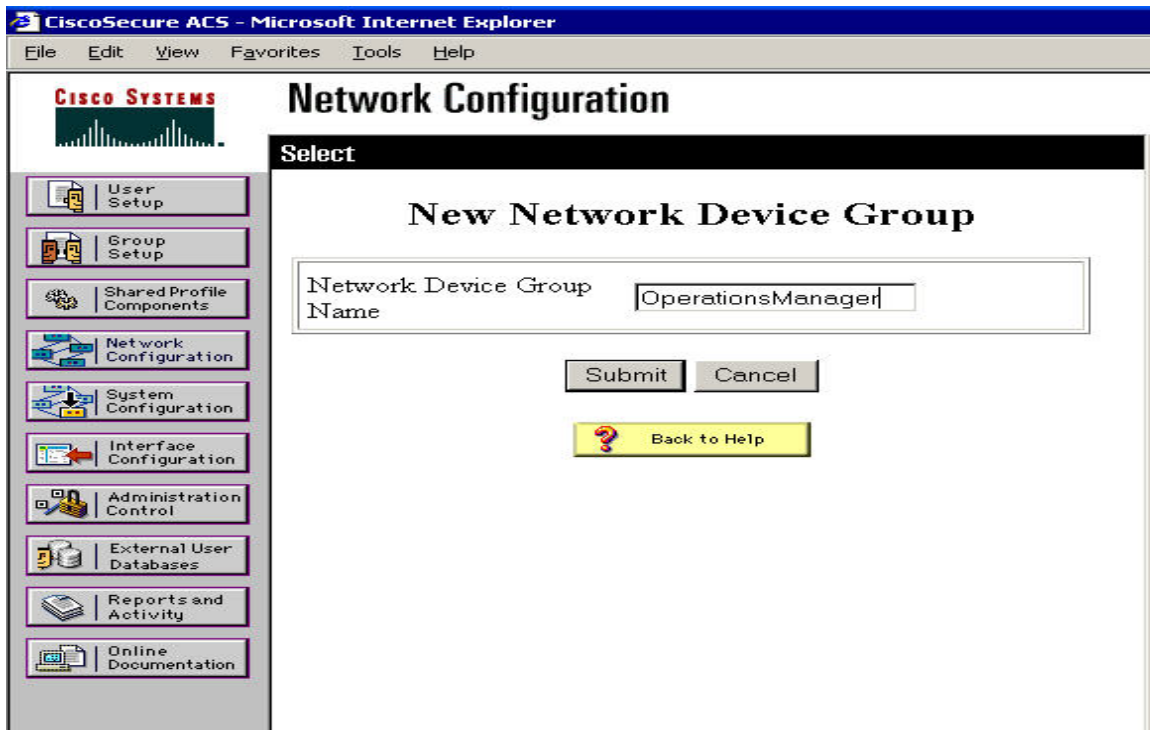 CiscoSecure ACS - Microsoft Internet Explorer
File Edit View Favorites Tools Help
CISCO SYSTEMS
Network Configuration
Select
User
Setup
Group
Setup
Shared Profile
Components
Network
Configuration
System
Configuration
Interface
Configuration
Administration
Control
External User
Databases
Reports and
Activity
Online
Documentation
New Network Device Group
Network Device Group
Name
OperationsManager
Submit Cancel
? Back to Help